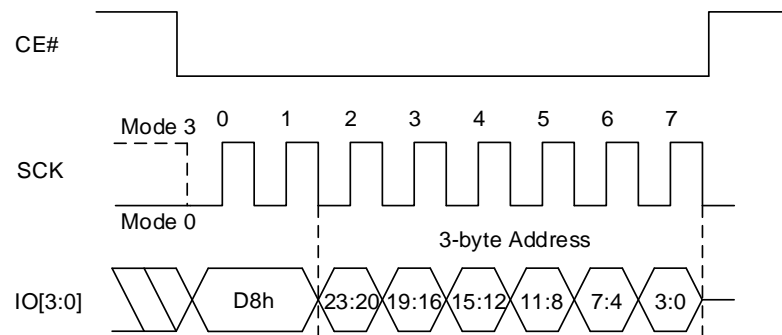 CE#
Mode 3 0 1 2 3 4 5 6 7
SCK
Mode 0
3-byte Address
IO[3:0] D8h 23:20 19:16 15:12 11:8 7:4 3:0